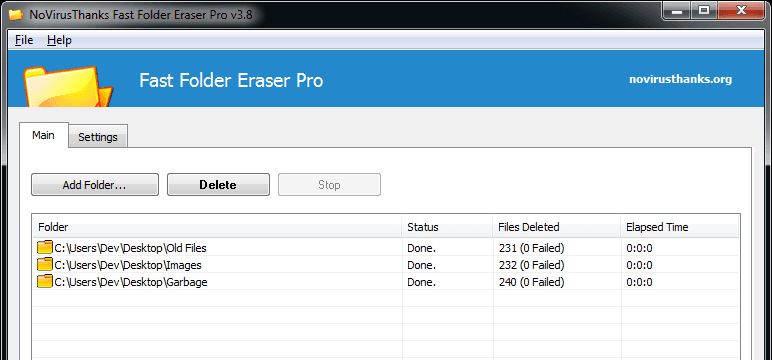 NoVirusThanks Fast Folder Eraser Pro v3.8
File Help
Fast Folder Eraser Pro novirusthanks.org
Main Settings
Add Folder... Delete Stop
Folder Status Files Deleted Elapsed Time
C:\Users\Dev\Desktop\Old Files Done. 231 (0 Failed) 0:0:0
C:\Users\Dev\Desktop\Images Done. 232 (0 Failed) 0:0:0
C:\Users\Dev\Desktop\Garbage Done. 240 (0 Failed) 0:0:0